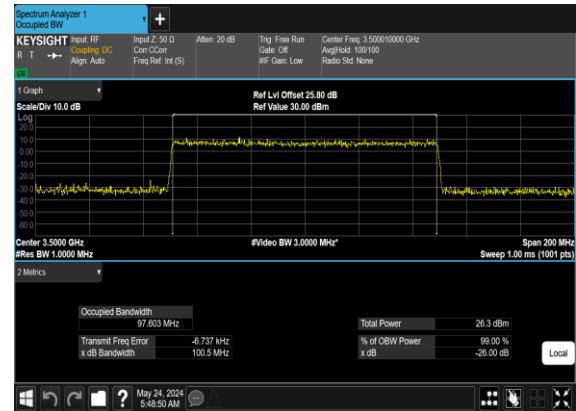 Spectrum Analyzer 1
Occupied BW
KEYSIGHT
R T
Input: RF
Coupling: DC
Align: Auto
Input Z: 50 Ω
Corr CCorr
Freq Ref: Int (S)
Atten: 20 dB
Trig: Free Run
Gate: Off
#IF Gain: Low
Center Freq: 3.500010000 GHz
Avg|Hold: 100/100
Radio Std: None
1 Graph
Scale/Div 10.0 dB
Ref Lvl Offset 25.80 dB
Ref Value 30.00 dBm
Log
20.0
10.0
0.00
-10.0
-20.0
-30.0
-40.0
-50.0
-60.0
Center 3.5000 GHz
#Res BW 1.0000 MHz
#Video BW 3.0000 MHz*
Span 200 MHz
Sweep 1.00 ms (1001 pts)
2 Metrics
Occupied Bandwidth
97.603 MHz
Total Power 26.3 dBm
Transmit Freq Error -6.737 kHz
% of OBW Power 99.00 %
x dB Bandwidth 100.5 MHz
x dB -26.00 dB
Local
?
May 24, 2024
5:48:50 AM